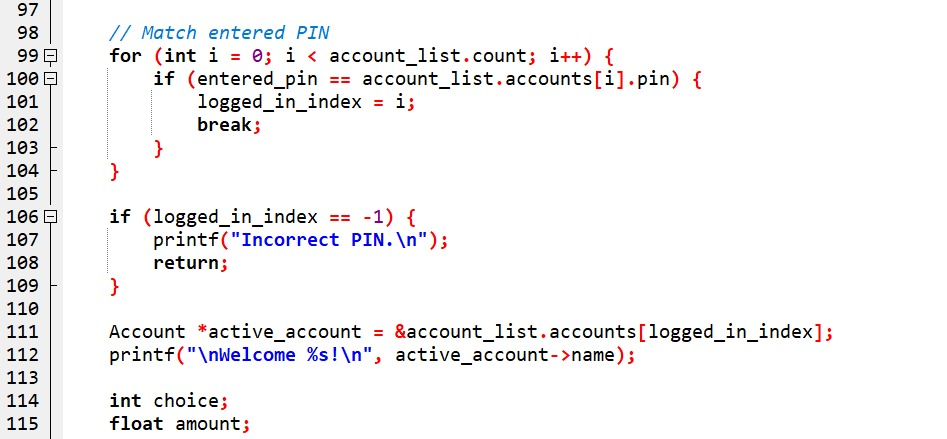 97
98 // Match entered PIN
99 for (int i = 0; i < account_list.count; i++) {
100 if (entered_pin == account_list.accounts[i].pin) {
101 logged_in_index = i;
102 break;
103 }
104 }
105
106 if (logged_in_index == -1) {
107 printf("Incorrect PIN.\n");
108 return;
109 }
110
111 Account *active_account = &account_list.accounts[logged_in_index];
112 printf("\nWelcome %s!\n", active_account->name);
113
114 int choice;
115 float amount;